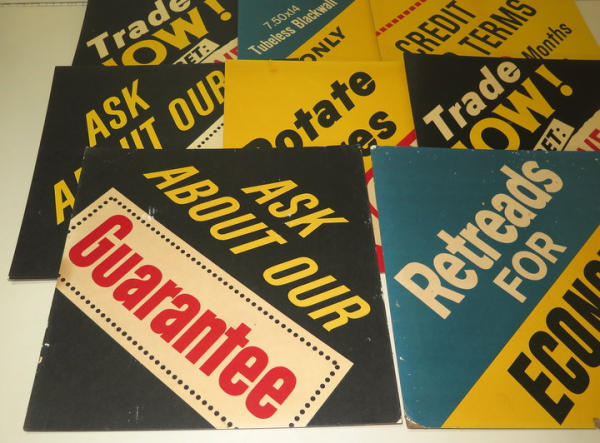 Trade
NOW!
7.50x14
Tubeless Blackwall
ONLY
CREDIT
TERMS
Months
ASK
ABOUT OUR
Rotate
Trade
NOW!
ASK
ABOUT OUR
Guarantee
Retreads
FOR